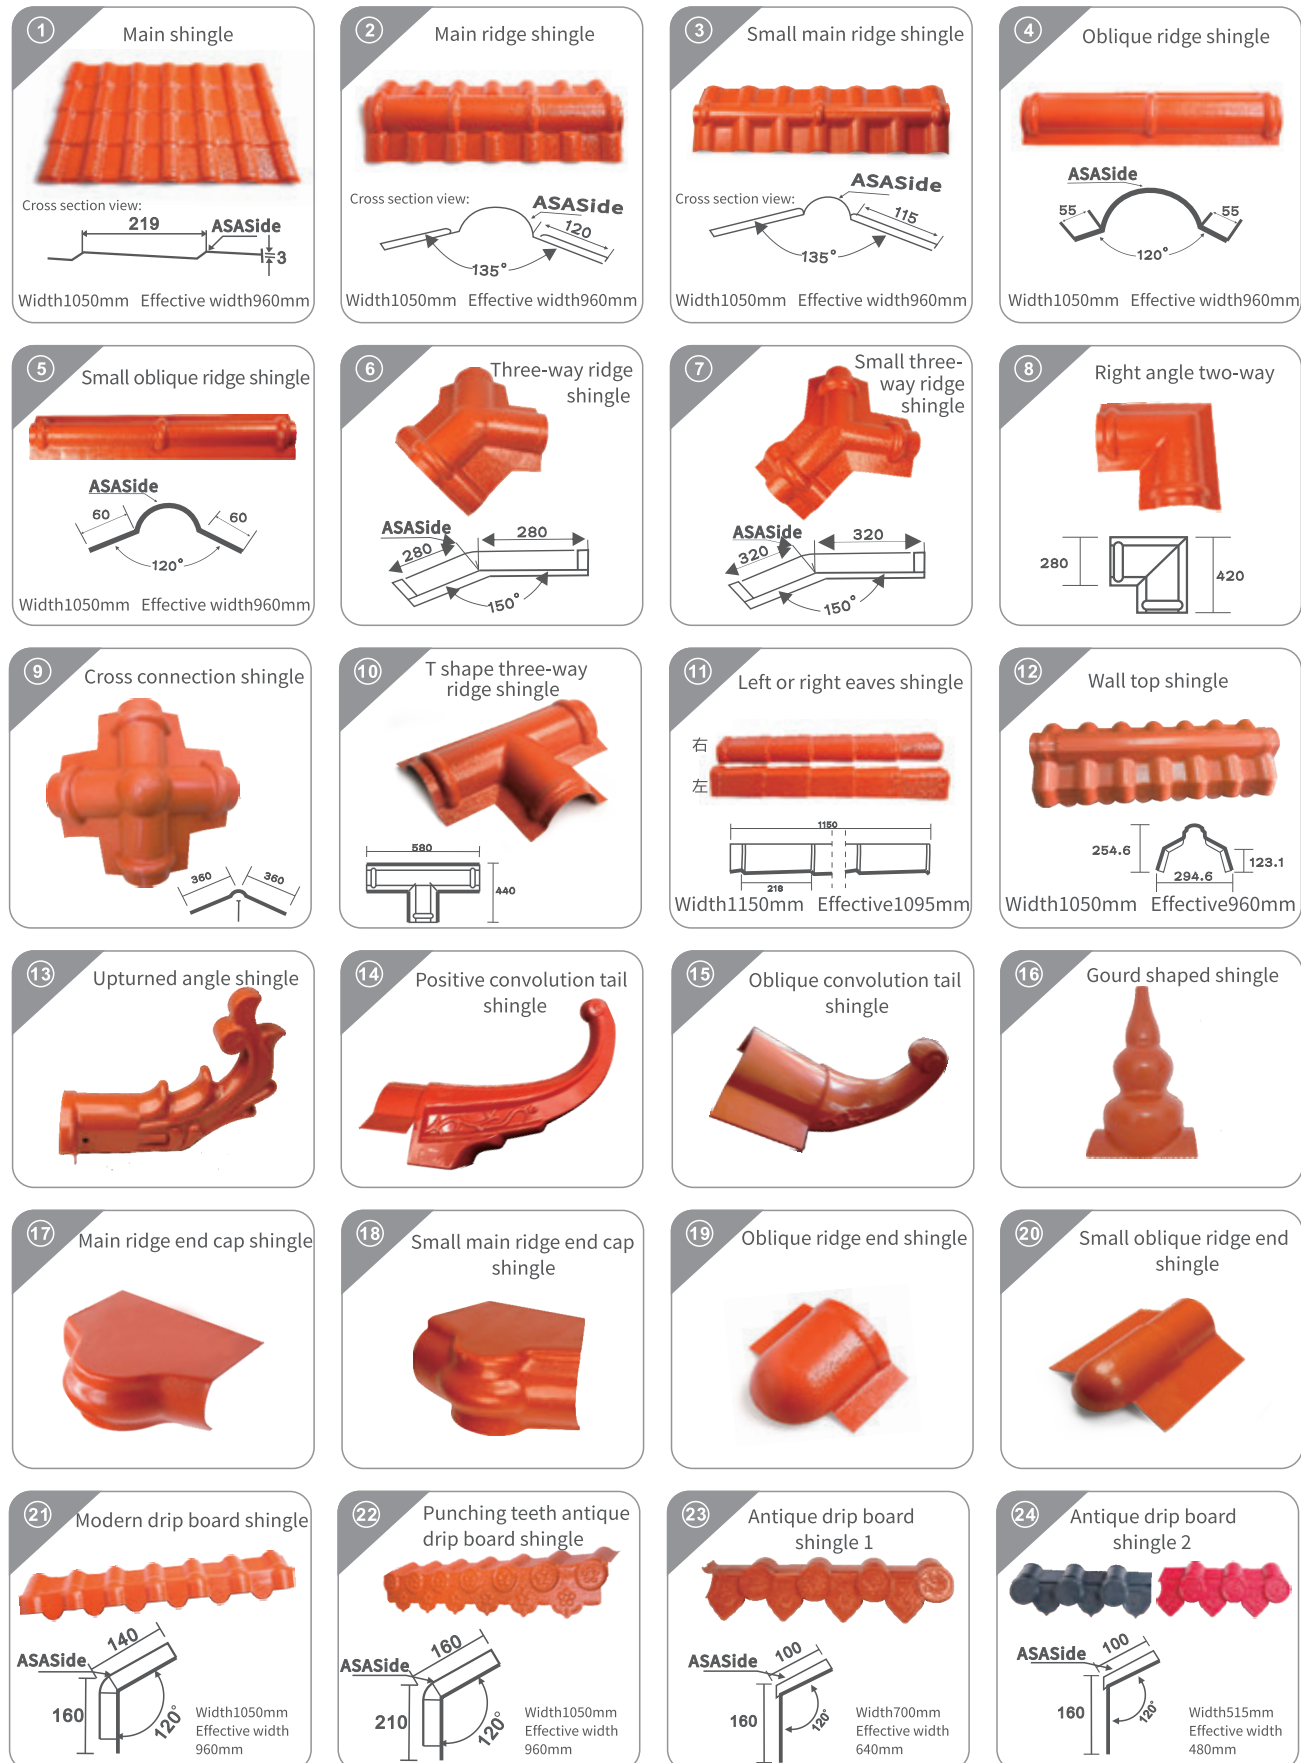 1
Main shingle
Cross section view:
219
ASASide
3
Width1050mm Effective width960mm
2
Main ridge shingle
Cross section view:
ASASide
120
135°
Width1050mm Effective width960mm
3
Small main ridge shingle
Cross section view:
ASASide
115
135°
Width1050mm Effective width960mm
4
Oblique ridge shingle
ASASide
55
55
120°
Width1050mm Effective width960mm
5
Small oblique ridge shingle
ASASide
60
60
120°
Width1050mm Effective width960mm
6
Three-way ridge
shingle
ASASide
280
280
150°
7
Small three-
way ridge
shingle
ASASide
320
320
150°
8
Right angle two-way
280
420
9
Cross connection shingle
360
360
10
T shape three-way
ridge shingle
580
440
11
Left or right eaves shingle
右
左
1150
218
Width1150mm Effective1095mm
12
Wall top shingle
254.6
123.1
294.6
Width1050mm Effective960mm
13
Upturned angle shingle
14
Positive convolution tail
shingle
15
Oblique convolution tail
shingle
16
Gourd shaped shingle
17
Main ridge end cap shingle
18
Small main ridge end cap
shingle
19
Oblique ridge end shingle
20
Small oblique ridge end
shingle
21
Modern drip board shingle
140
ASASide
160
120°
Width1050mm
Effective width
960mm
22
Punching teeth antique
drip board shingle
160
ASASide
210
120°
Width1050mm
Effective width
960mm
23
Antique drip board
shingle 1
100
ASASide
160
120°
Width700mm
Effective width
640mm
24
Antique drip board
shingle 2
100
ASASide
160
120°
Width515mm
Effective width
480mm